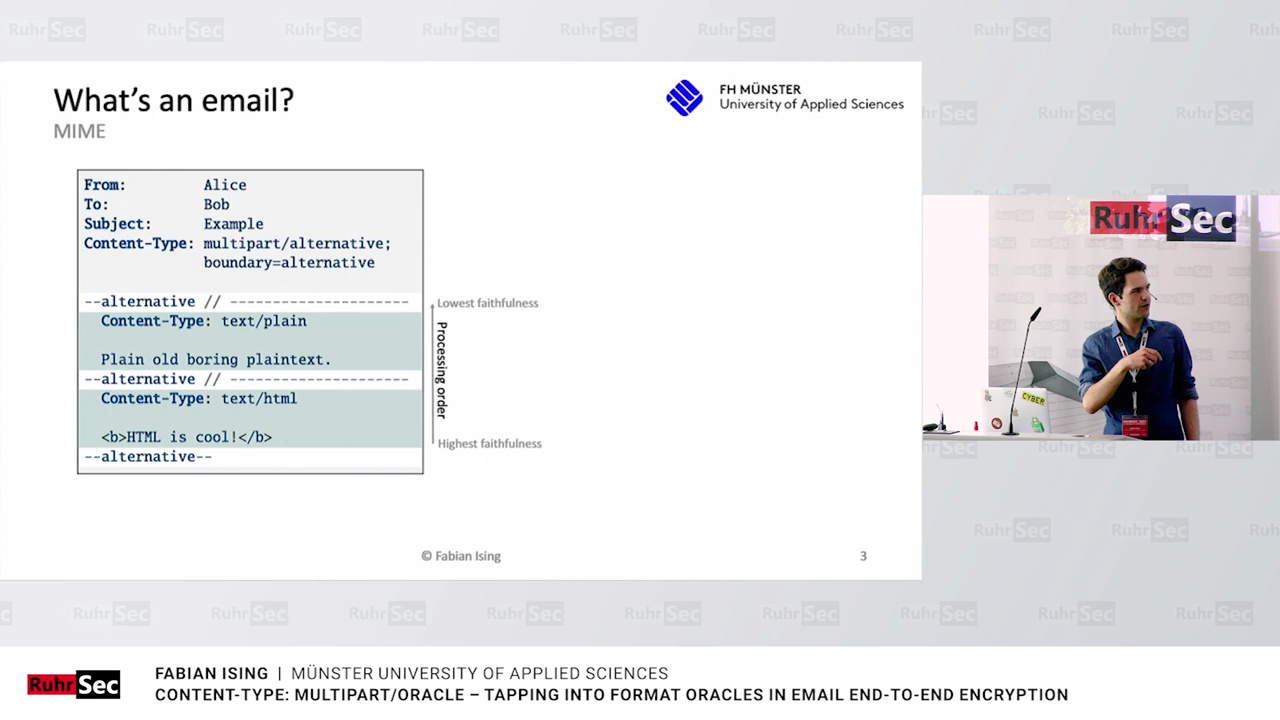 What's an email?
MIME
FH MÜNSTER
University of Applied Sciences
From: Alice
To: Bob
Subject: Example
Content-Type: multipart/alternative;
boundary=alternative
--alternative // ---------------------
Content-Type: text/plain
Plain old boring plaintext.
--alternative // ---------------------
Content-Type: text/html
<b>HTML is cool!</b>
--alternative--
Lowest faithfulness
Processing order
Highest faithfulness
© Fabian Ising
3
RuhrSec
CYBER
RuhrSec
FABIAN ISING | MÜNSTER UNIVERSITY OF APPLIED SCIENCES
CONTENT-TYPE: MULTIPART/ORACLE – TAPPING INTO FORMAT ORACLES IN EMAIL END-TO-END ENCRYPTION